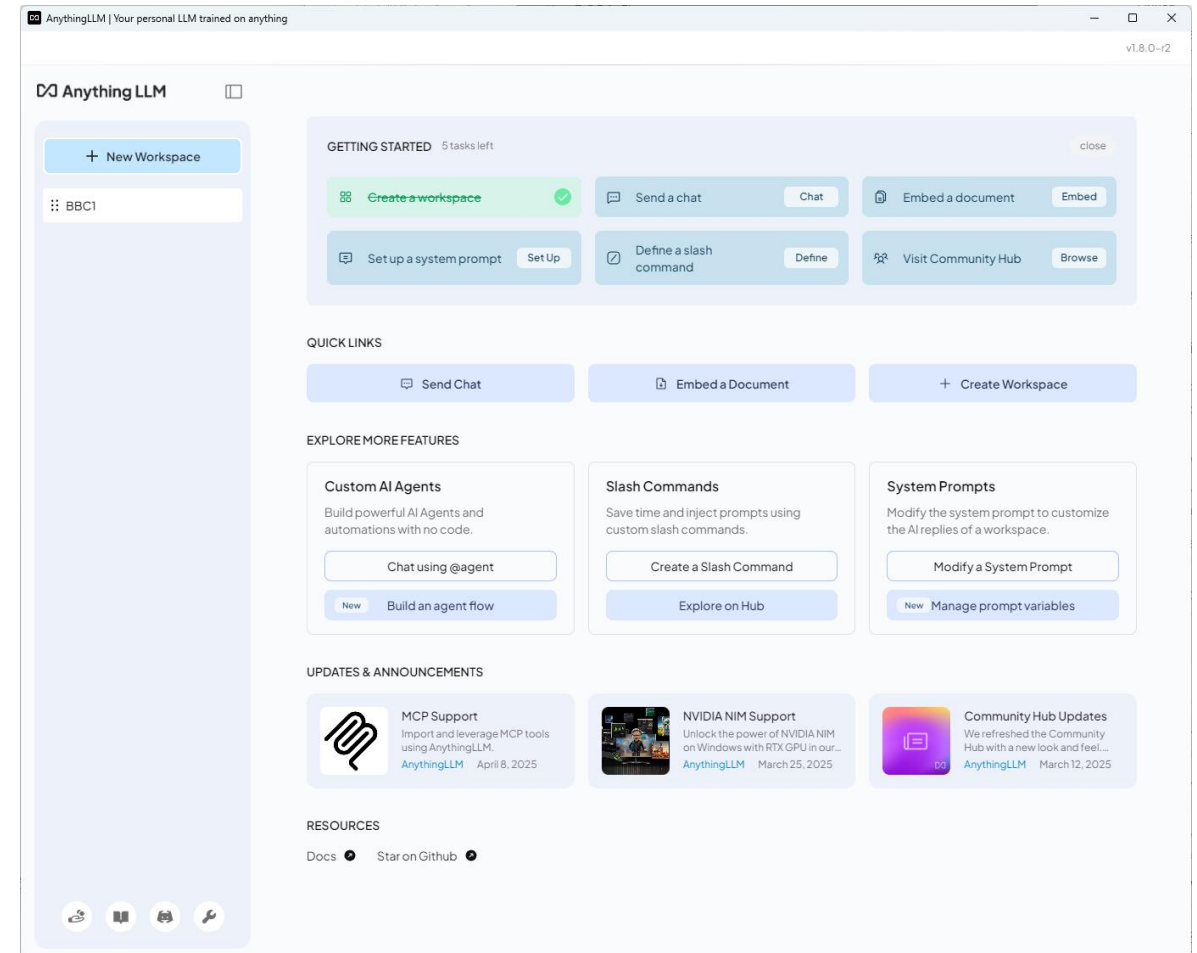 AnythingLLM | Your personal LLM trained on anything
v1.8.0-r2
Anything LLM
+ New Workspace
BBC1
GETTING STARTED 5 tasks left
close
Create a workspace
Send a chat
Chat
Embed a document
Embed
Set up a system prompt
Set Up
Define a slash
command
Define
Visit Community Hub
Browse
QUICK LINKS
Send Chat
Embed a Document
+ Create Workspace
EXPLORE MORE FEATURES
Custom AI Agents
Build powerful AI Agents and
automations with no code.
Chat using @agent
New Build an agent flow
Slash Commands
Save time and inject prompts using
custom slash commands.
Create a Slash Command
Explore on Hub
System Prompts
Modify the system prompt to customize
the AI replies of a workspace.
Modify a System Prompt
New Manage prompt variables
UPDATES & ANNOUNCEMENTS
MCP Support
Import and leverage MCP tools
using AnythingLLM.
AnythingLLM April 8, 2025
NVIDIA NIM Support
Unlock the power of NVIDIA NIM
on Windows with RTX GPU in our...
AnythingLLM March 25, 2025
Community Hub Updates
We refreshed the Community
Hub with a new look and feel....
AnythingLLM March 12, 2025
RESOURCES
Docs
Star on Github